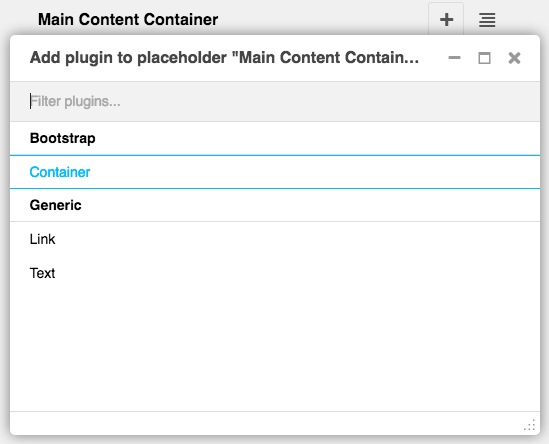 Main Content Container
Add plugin to placeholder "Main Content Contain...
Filter plugins...
Bootstrap
Container
Generic
Link
Text